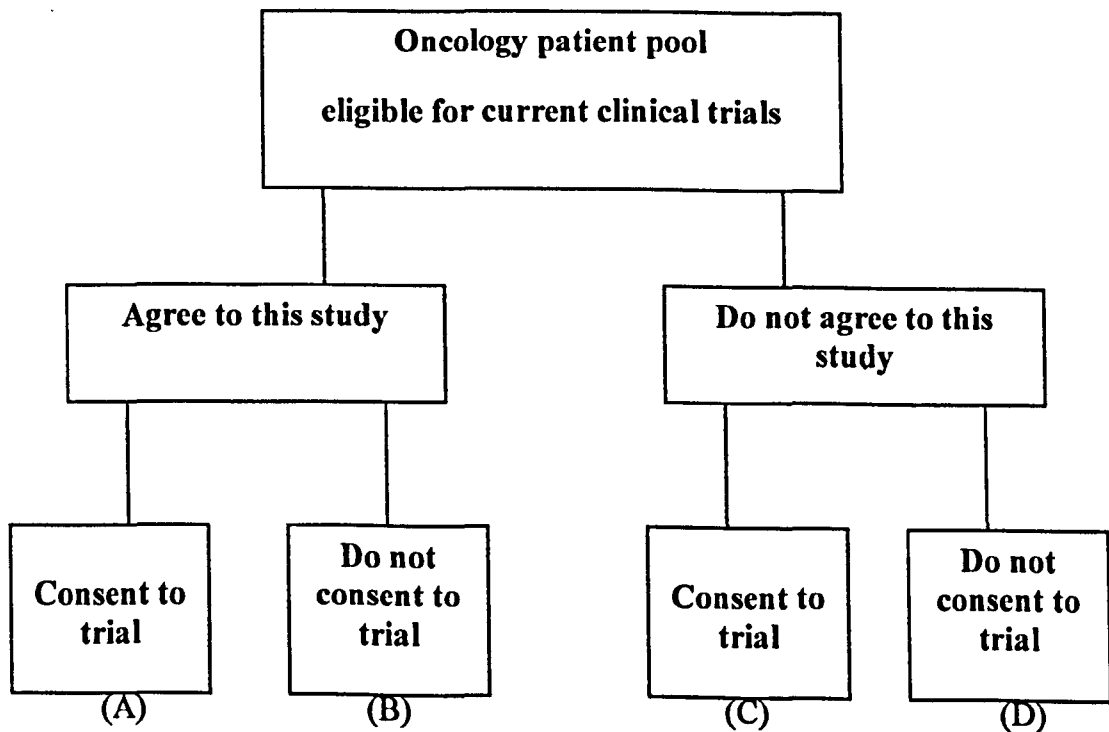 Oncology patient pool
eligible for current clinical trials
Agree to this study
Do not agree to this
study
Consent to
trial
(A)
Do not
consent to
trial
(B)
Consent to
trial
(C)
Do not
consent to
trial
(D)